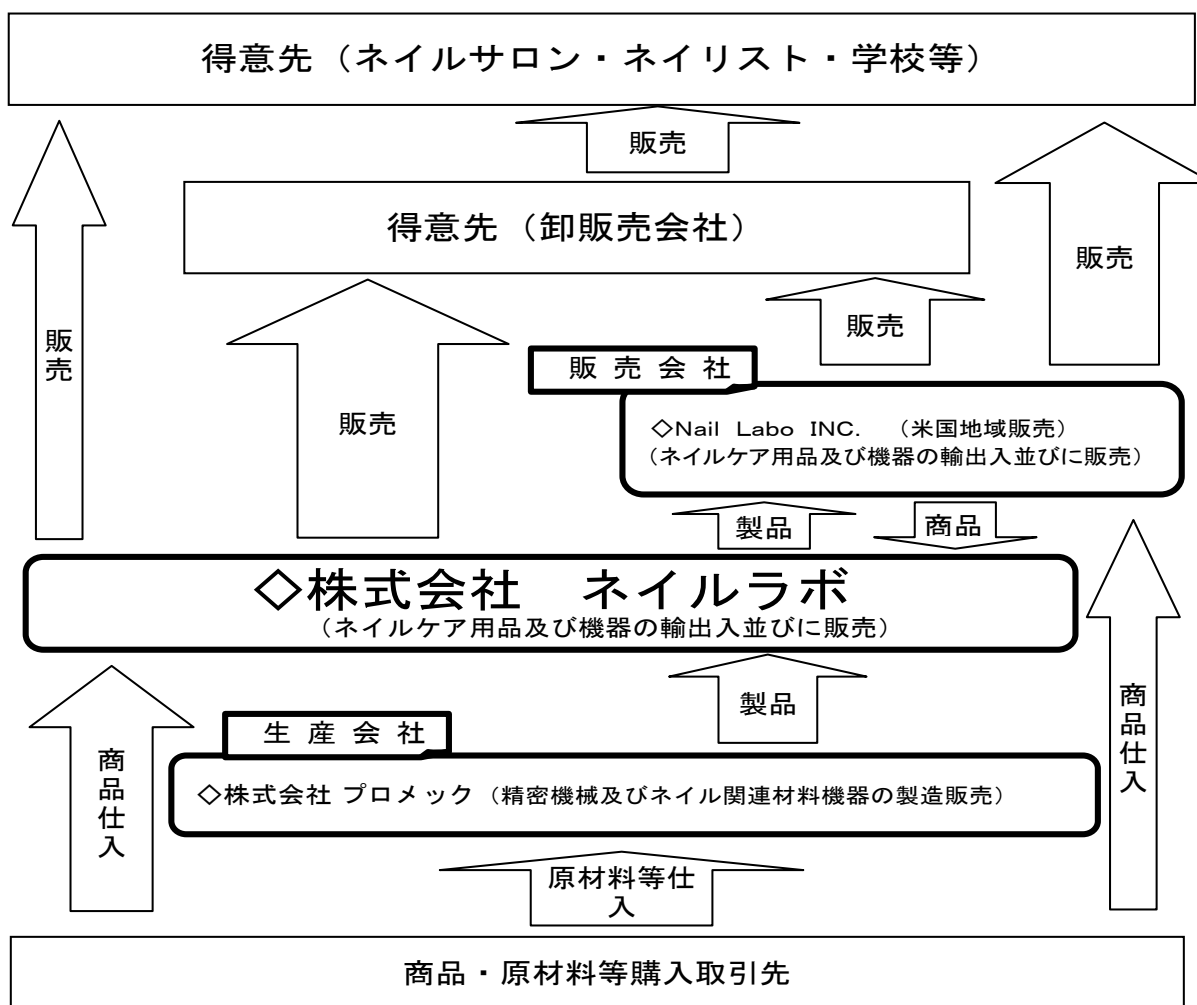 得意先（ネイルサロン・ネイリスト・学校等）
販売
得意先（卸販売会社）
販売
販売
販売
販売
販 売 会 社
◇Nail Labo INC. （米国地域販売）
（ネイルケア用品及び機器の輸出入並びに販売）
製品
商品
◇株式会社 ネイルラボ
（ネイルケア用品及び機器の輸出入並びに販売）
製品
商品仕入
生 産 会 社
商品仕入
◇株式会社 プロメック（精密機械及びネイル関連材料機器の製造販売）
原材料等仕
入
商品・原材料等購入取引先